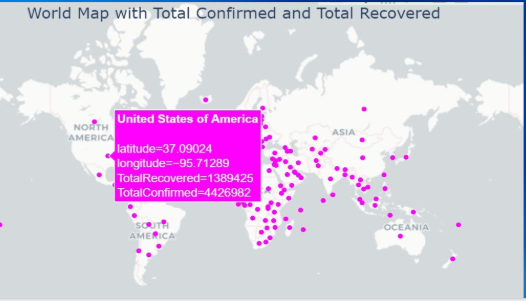 World Map with Total Confirmed and Total Recovered
NORTH
AMERICA
United States of America
latitude=37.09024
longitude=−95.71289
TotalRecovered=1389425
TotalConfirmed=4426982
ASIA
SOUTH
AMERICA
OCEANIA